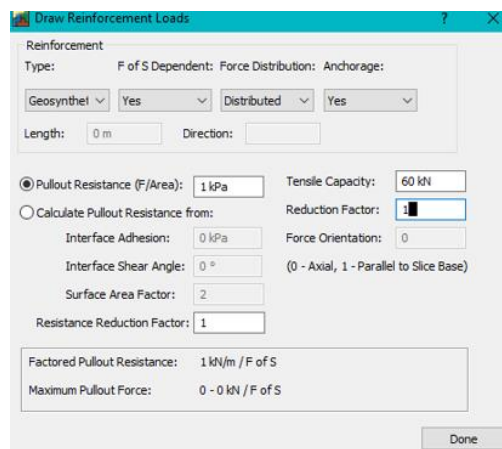 Draw Reinforcement Loads ? X
Reinforcement
Type: F of S Dependent: Force Distribution: Anchorage:
Geosynthet Yes Distributed Yes
Length: 0 m Direction:
Pullout Resistance (F/Area): 1 kPa Tensile Capacity: 60 kN
Calculate Pullout Resistance from: Reduction Factor: 1
Interface Adhesion: 0 kPa Force Orientation: 0
Interface Shear Angle: 0 ° (0 - Axial, 1 - Parallel to Slice Base)
Surface Area Factor: 2
Resistance Reduction Factor: 1
Factored Pullout Resistance: 1 kN/m / F of S
Maximum Pullout Force: 0 - 0 kN / F of S
Done